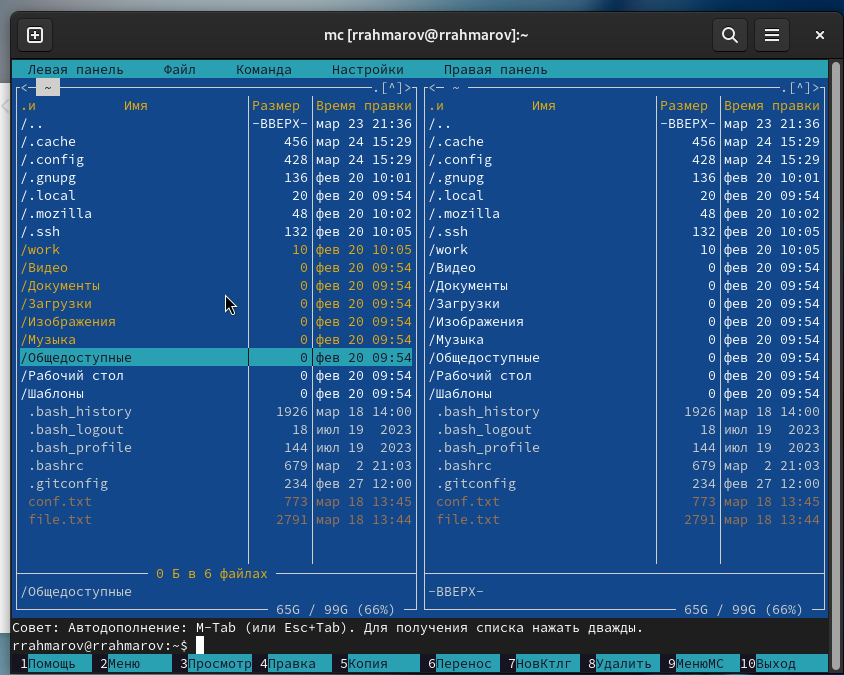 mc [rrahmarov@rrahmarov]:~
Левая панель Файл Команда Настройки Правая панель
<─ ~ ─.[^]>
.и Имя Размер Время правки
/.. -ВВЕРХ- мар 23 21:36
/.cache 456 мар 24 15:29
/.config 428 мар 24 15:29
/.gnupg 136 фев 20 10:01
/.local 20 фев 20 09:54
/.mozilla 48 фев 20 10:02
/.ssh 132 фев 20 10:05
/work 10 фев 20 10:05
/Видео 0 фев 20 09:54
/Документы 0 фев 20 09:54
/Загрузки 0 фев 20 09:54
/Изображения 0 фев 20 09:54
/Музыка 0 фев 20 09:54
/Общедоступные 0 фев 20 09:54
/Рабочий стол 0 фев 20 09:54
/Шаблоны 0 фев 20 09:54
.bash_history 1926 мар 18 14:00
.bash_logout 18 июл 19 2023
.bash_profile 144 июл 19 2023
.bashrc 679 мар 2 21:03
.gitconfig 234 фев 27 12:00
conf.txt 773 мар 18 13:45
file.txt 2791 мар 18 13:44
0 Б в 6 файлах
/Общедоступные
65G / 99G (66%)
<─ ~ ─.[^]>
.и Имя Размер Время правки
/.. -ВВЕРХ- мар 23 21:36
/.cache 456 мар 24 15:29
/.config 428 мар 24 15:29
/.gnupg 136 фев 20 10:01
/.local 20 фев 20 09:54
/.mozilla 48 фев 20 10:02
/.ssh 132 фев 20 10:05
/work 10 фев 20 10:05
/Видео 0 фев 20 09:54
/Документы 0 фев 20 09:54
/Загрузки 0 фев 20 09:54
/Изображения 0 фев 20 09:54
/Музыка 0 фев 20 09:54
/Общедоступные 0 фев 20 09:54
/Рабочий стол 0 фев 20 09:54
/Шаблоны 0 фев 20 09:54
.bash_history 1926 мар 18 14:00
.bash_logout 18 июл 19 2023
.bash_profile 144 июл 19 2023
.bashrc 679 мар 2 21:03
.gitconfig 234 фев 27 12:00
conf.txt 773 мар 18 13:45
file.txt 2791 мар 18 13:44
-ВВЕРХ-
65G / 99G (66%)
Совет: Автодополнение: M-Tab (или Esc+Tab). Для получения списка нажать дважды.
rrahmarov@rrahmarov:~$
1Помощь 2Меню 3Просмотр 4Правка 5Копия 6Перенос 7НовКтлг 8Удалить 9МенюМС 10Выход